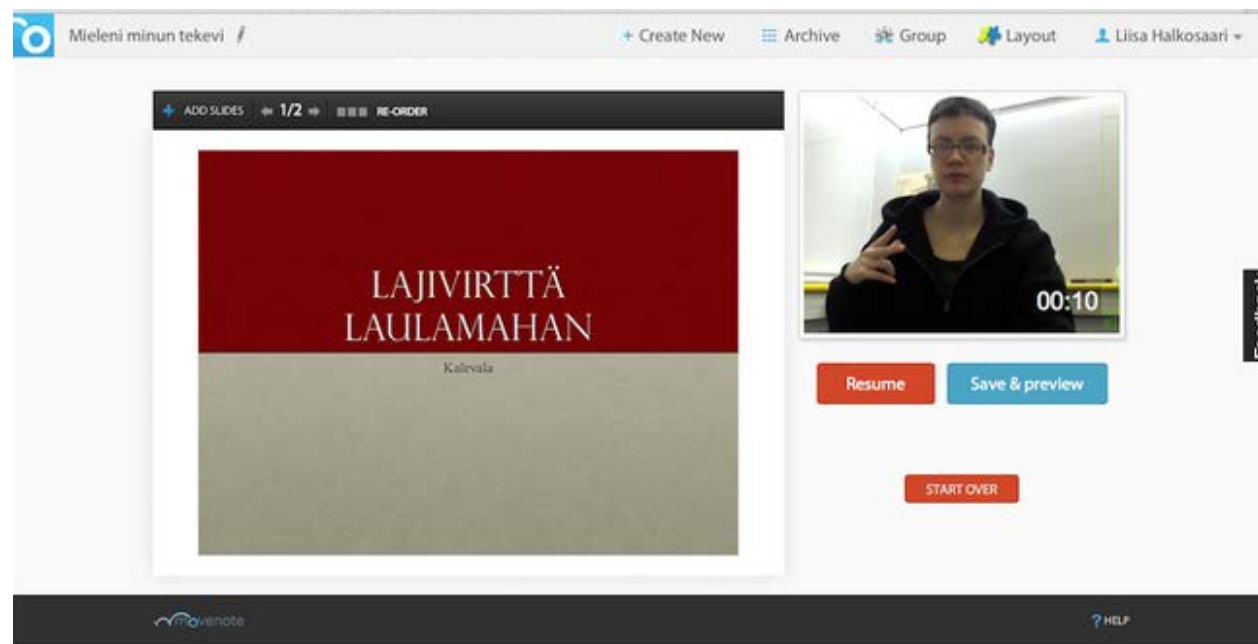 Mieleni minun tekevi
+ Create New
Archive
Group
Layout
Liisa Halkosaari
+ ADD SLIDES
1/2
RE-ORDER
LAJIVIRTTÄ
LAULAMAHAN
Kalevala
00:10
Resume
Save & preview
START OVER
movenote
? HELP